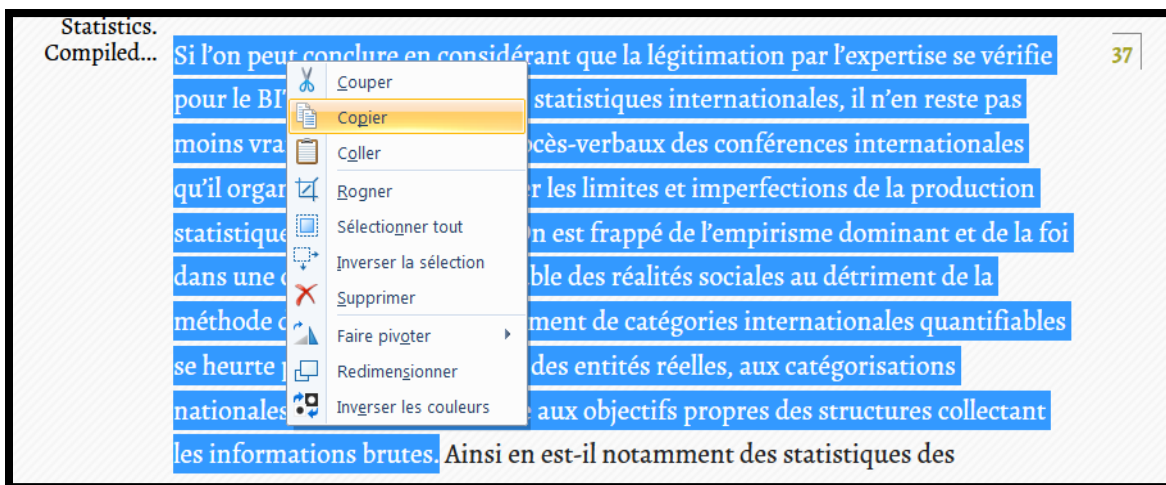 Statistics.
Compiled...
Si l’on peut conclure en considérant que la légitimation par l’expertise se vérifie
37
pour le BIT statistiques internationales, il n’en reste pas
moins vra ocès-verbaux des conférences internationales
qu’il organ er les limites et imperfections de la production
statistique On est frappé de l’empirisme dominant et de la foi
dans une ble des réalités sociales au détriment de la
méthode ment de catégories internationales quantifiables
se heurte des entités réelles, aux catégorisations
nationales aux objectifs propres des structures collectant
les informations brutes. Ainsi en est-il notamment des statistiques des
Couper
Copier
Coller
Rogner
Sélectionner tout
Inverser la sélection
Supprimer
Faire pivoter
Redimensionner
Inverser les couleurs